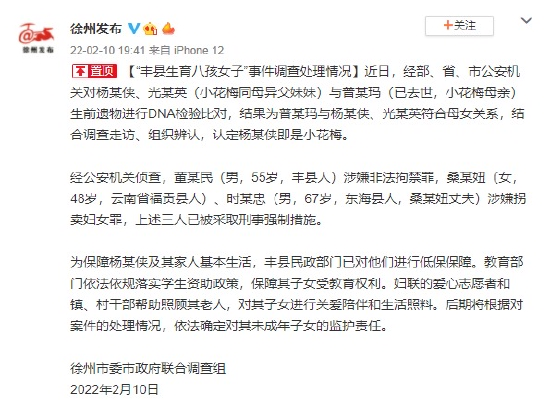 徐州发布
22-02-10 19:41 来自 iPhone 12
+关注
徐州发布
置顶 【“丰县生育八孩女子”事件调查处理情况】近日，经部、省、市公安机
关对杨某侠、光某英（小花梅同母异父妹妹）与普某玛（已去世，小花梅母亲）
生前遗物进行DNA检验比对，结果为普某玛与杨某侠、光某英符合母女关系，结
合调查走访、组织辨认，认定杨某侠即是小花梅。
经公安机关侦查，董某民（男，55岁，丰县人）涉嫌非法拘禁罪，桑某妞（女，
48岁，云南省福贡县人）、时某忠（男，67岁，东海县人，桑某妞丈夫）涉嫌拐
卖妇女罪，上述三人已被采取刑事强制措施。
为保障杨某侠及其家人基本生活，丰县民政部门已对他们进行低保保障。教育部
门依法依规落实学生资助政策，保障其子女受教育权利。妇联的爱心志愿者和
镇、村干部帮助照顾其老人，对其子女进行关爱陪伴和生活照料。后期将根据对
案件的处理情况，依法确定对其未成年子女的监护责任。
徐州市委市政府联合调查组
2022年2月10日